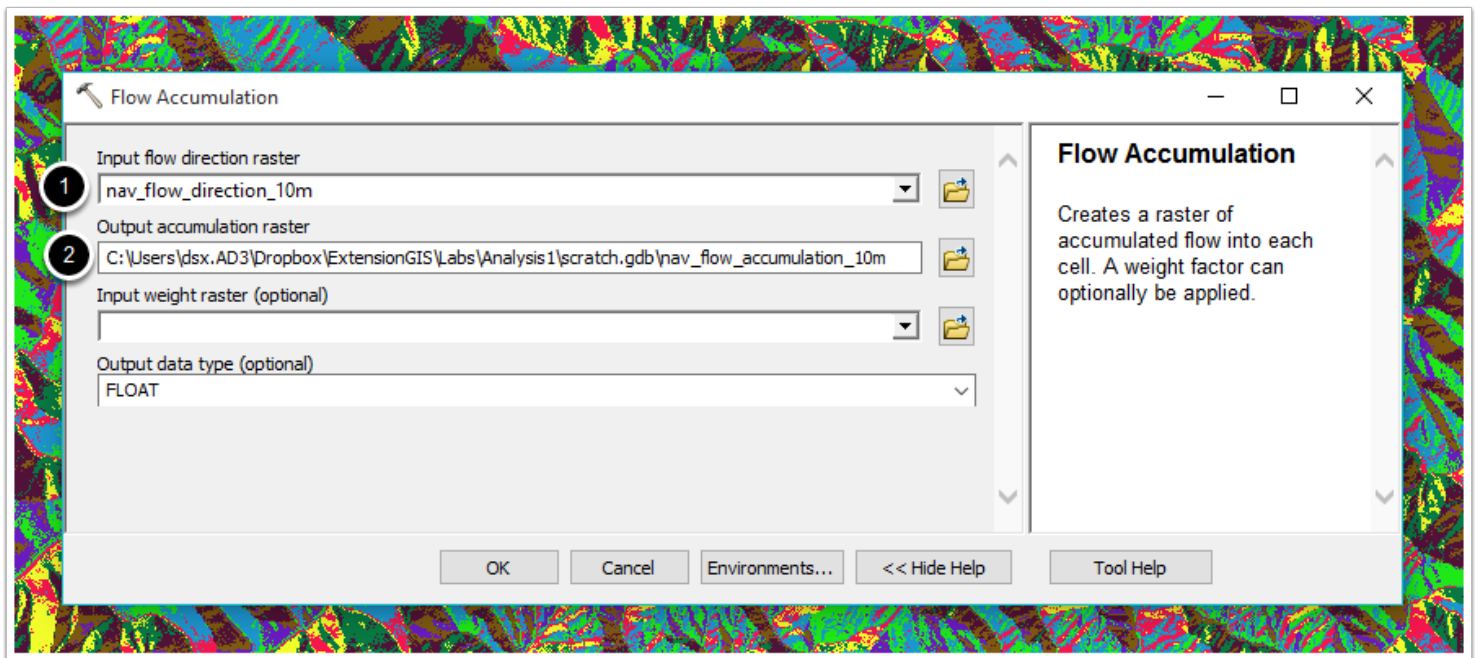 Flow Accumulation
Input flow direction raster
1
nav_flow_direction_10m
Output accumulation raster
2
C:\Users\dsx.AD3\Dropbox\ExtensionGIS\Labs\Analysis1\scratch.gdb\nav_flow_accumulation_10m
Input weight raster (optional)
Output data type (optional)
FLOAT
Flow Accumulation
Creates a raster of
accumulated flow into each
cell. A weight factor can
optionally be applied.
OK
Cancel
Environments...
<< Hide Help
Tool Help